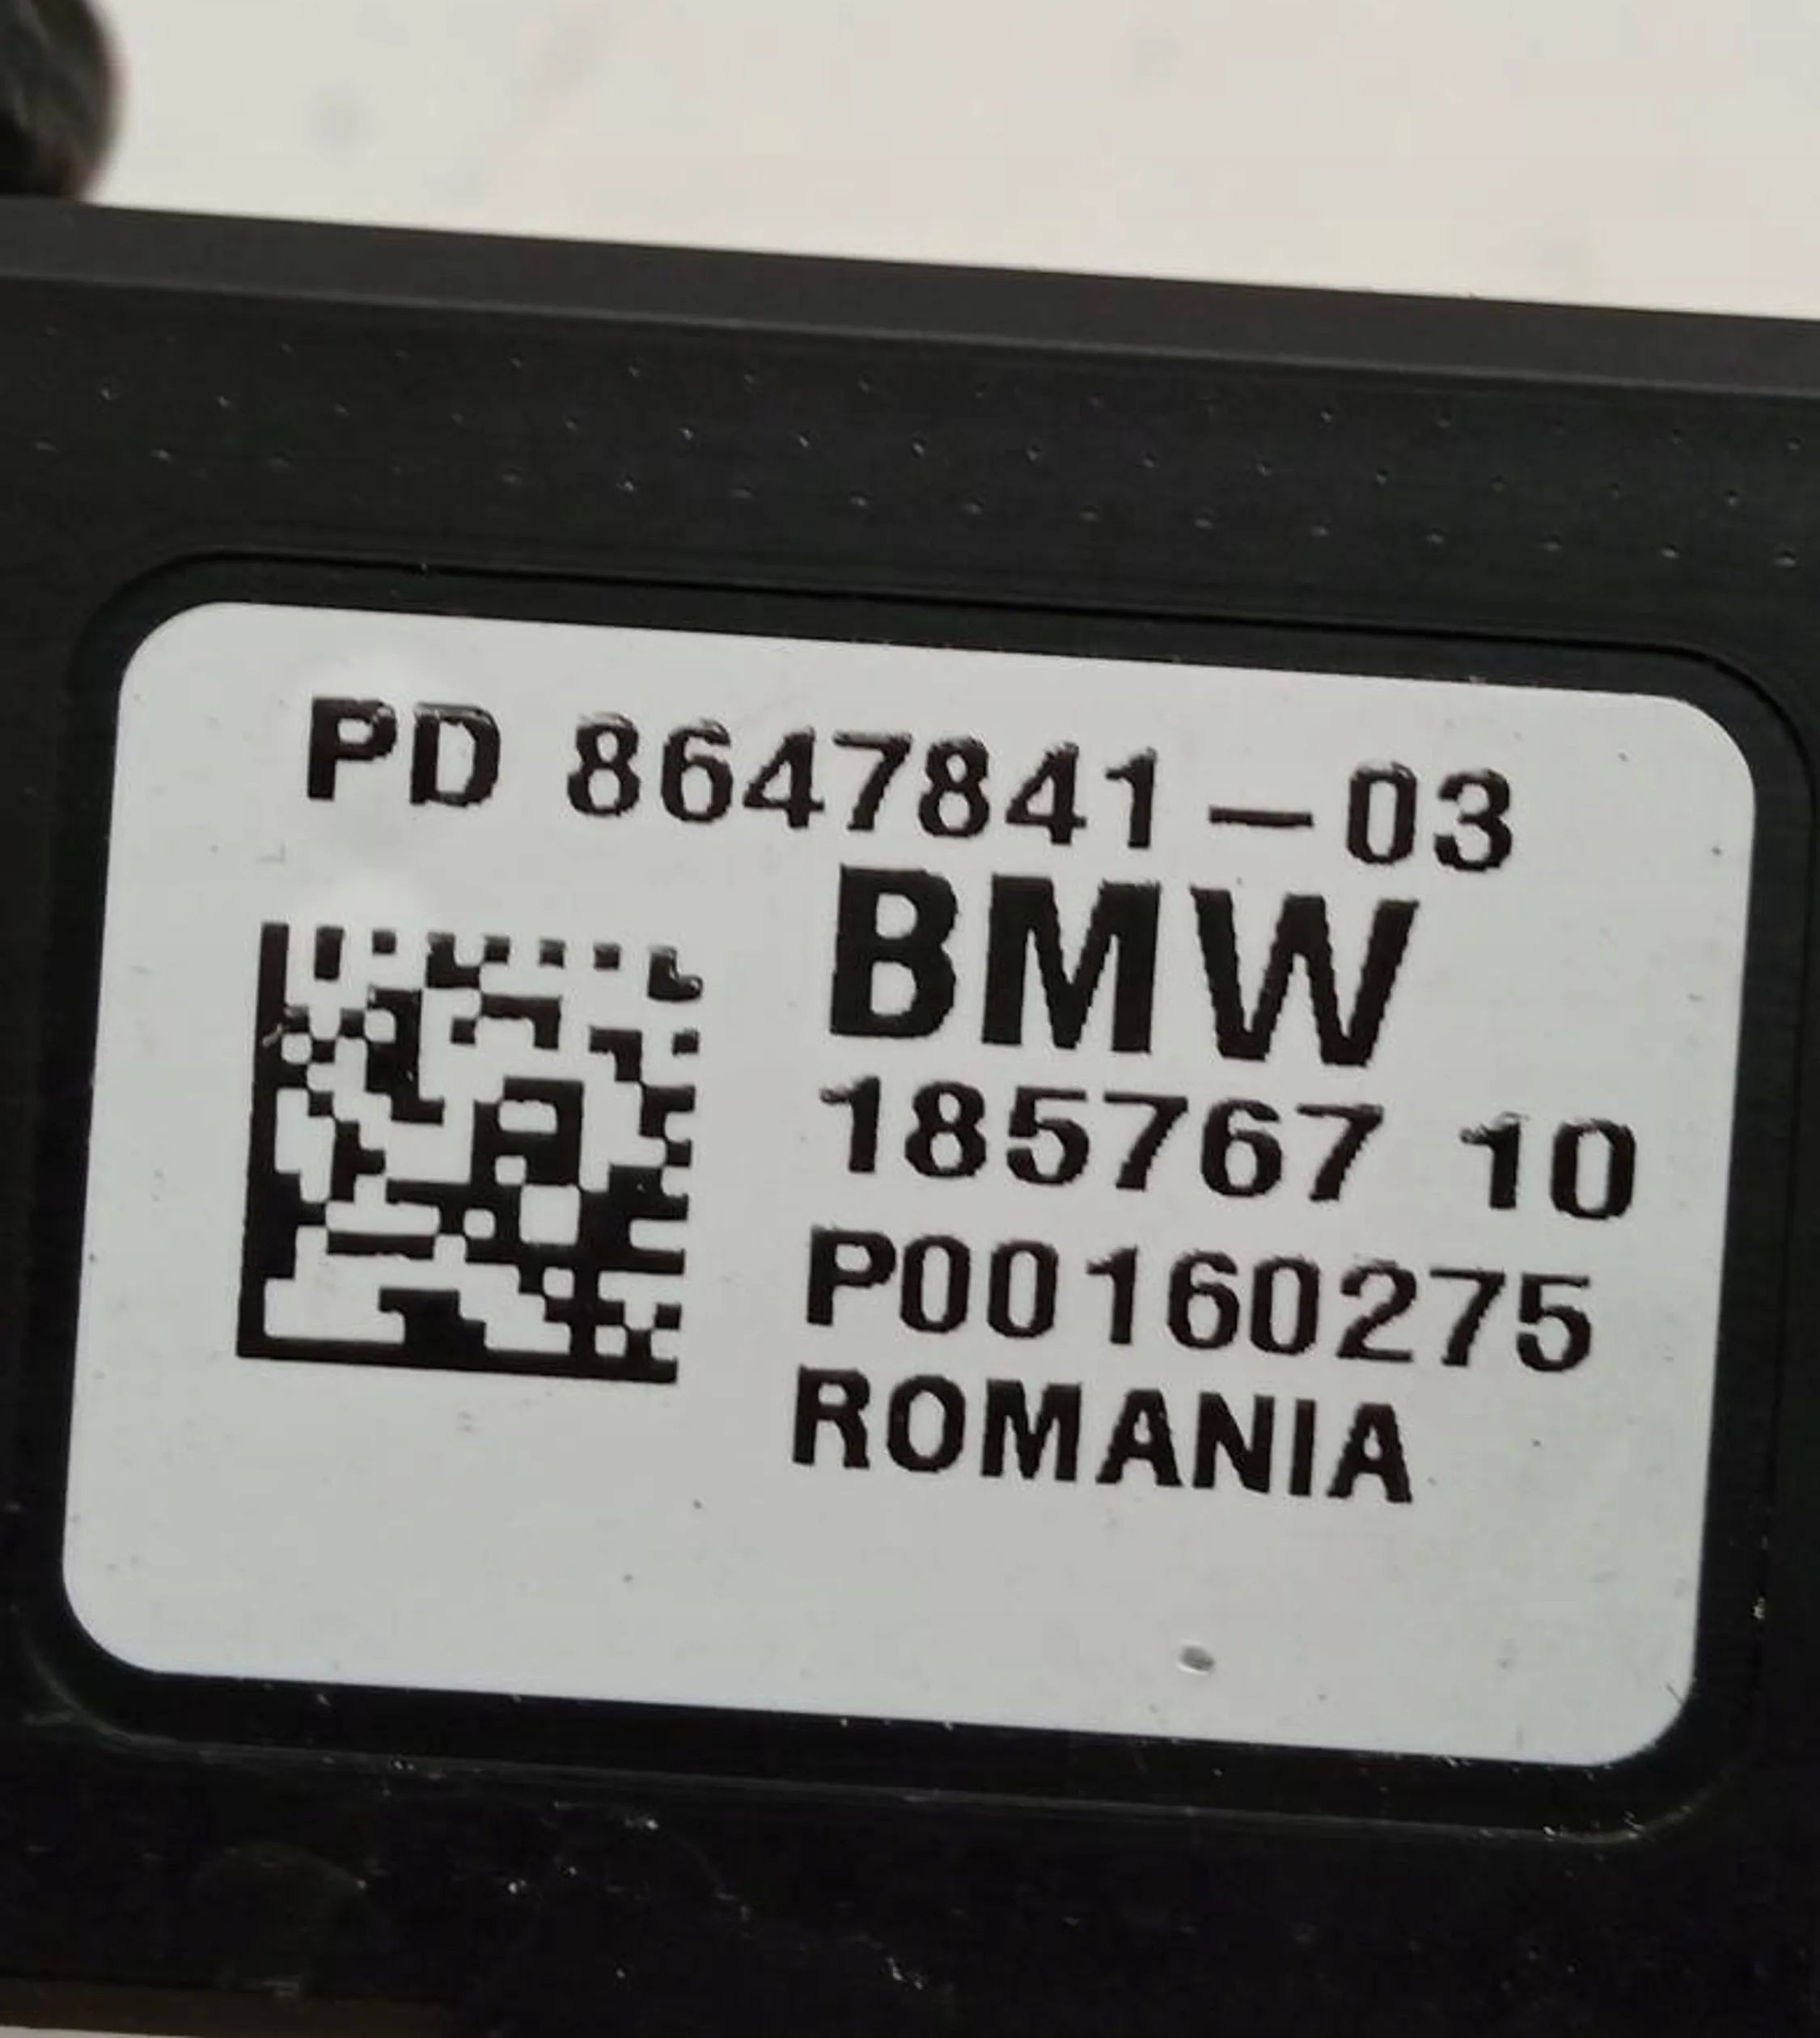 PD 8647841-03
BMW
185767 10
P00160275
ROMANIA